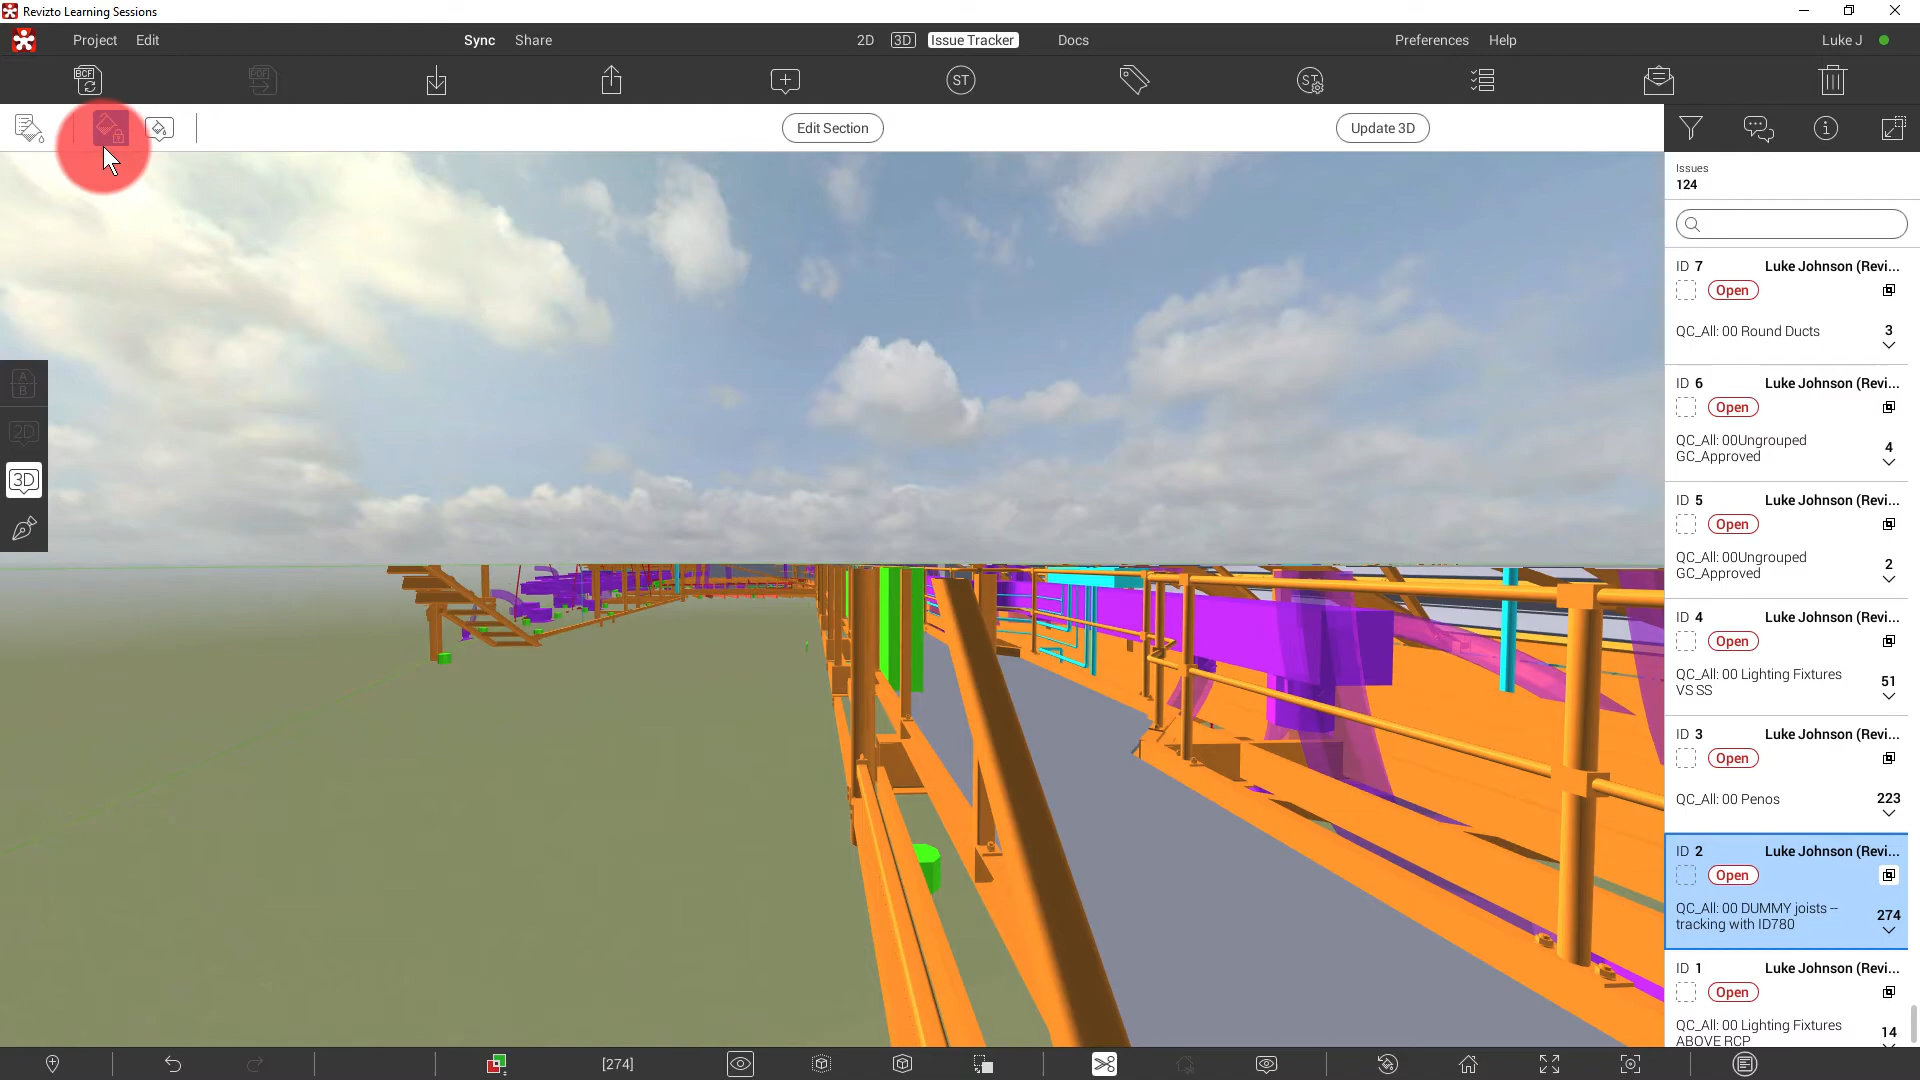 Revizto Learning Sessions
Project Edit Sync Share 2D 3D Issue Tracker Docs Preferences Help Luke J
BCF PDF ST ST
Edit Section Update 3D
Issues
124
ID 7 Luke Johnson (Revi...
Open
QC_All: 00 Round Ducts 3
ID 6 Luke Johnson (Revi...
Open
QC_All: 00Ungrouped
GC_Approved 4
ID 5 Luke Johnson (Revi...
Open
QC_All: 00Ungrouped
GC_Approved 2
ID 4 Luke Johnson (Revi...
Open
QC_All: 00 Lighting Fixtures
VS SS 51
ID 3 Luke Johnson (Revi...
Open
QC_All: 00 Penos 223
ID 2 Luke Johnson (Revi...
Open
QC_All: 00 DUMMY joists --
tracking with ID780 274
ID 1 Luke Johnson (Revi...
Open
QC_All: 00 Lighting Fixtures
ABOVE RCP 14
A
B
2D
3D
[274]